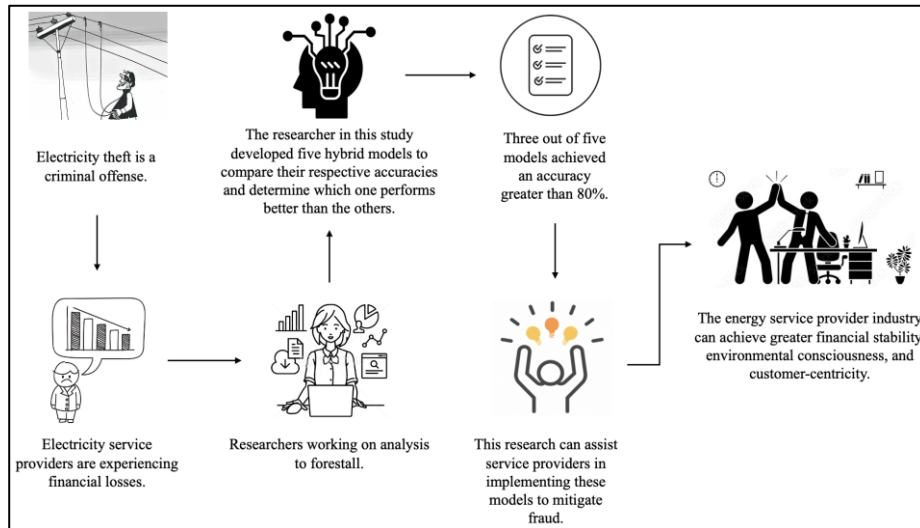 Electricity theft is a
criminal offense.
Electricity service
providers are experiencing
financial losses.
Researchers working on analysis
to forestall.
The researcher in this study
developed five hybrid models to
compare their respective accuracies
and determine which one performs
better than the others.
Three out of five
models achieved
an accuracy
greater than 80%.
This research can assist
service providers in
implementing these
models to mitigate
fraud.
The energy service provider industry
can achieve greater financial stability,
environmental consciousness, and
customer-centricity.